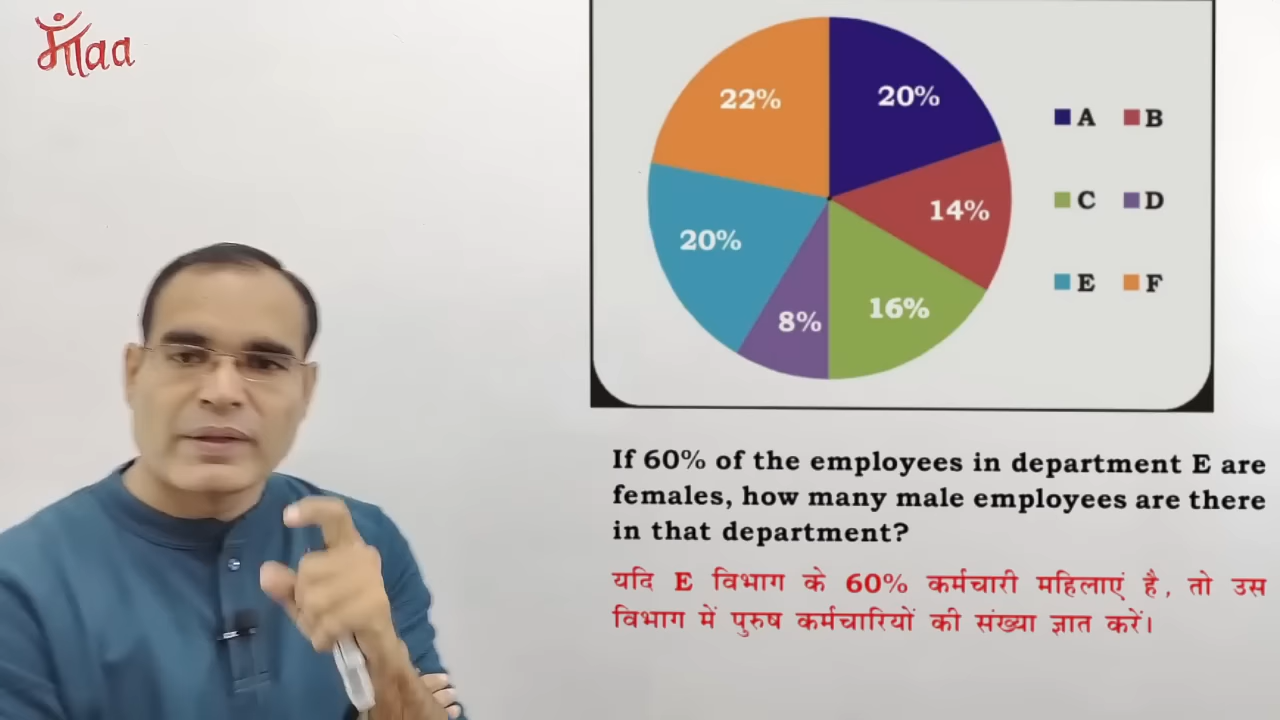 माaa
22%
20%
A
B
14%
C
D
20%
16%
8%
E
F
If 60% of the employees in department E are
females, how many male employees are there
in that department?
यदि E विभाग के 60% कर्मचारी महिलाएं है, तो उस
विभाग में पुरुष कर्मचारियों की संख्या ज्ञात करें।